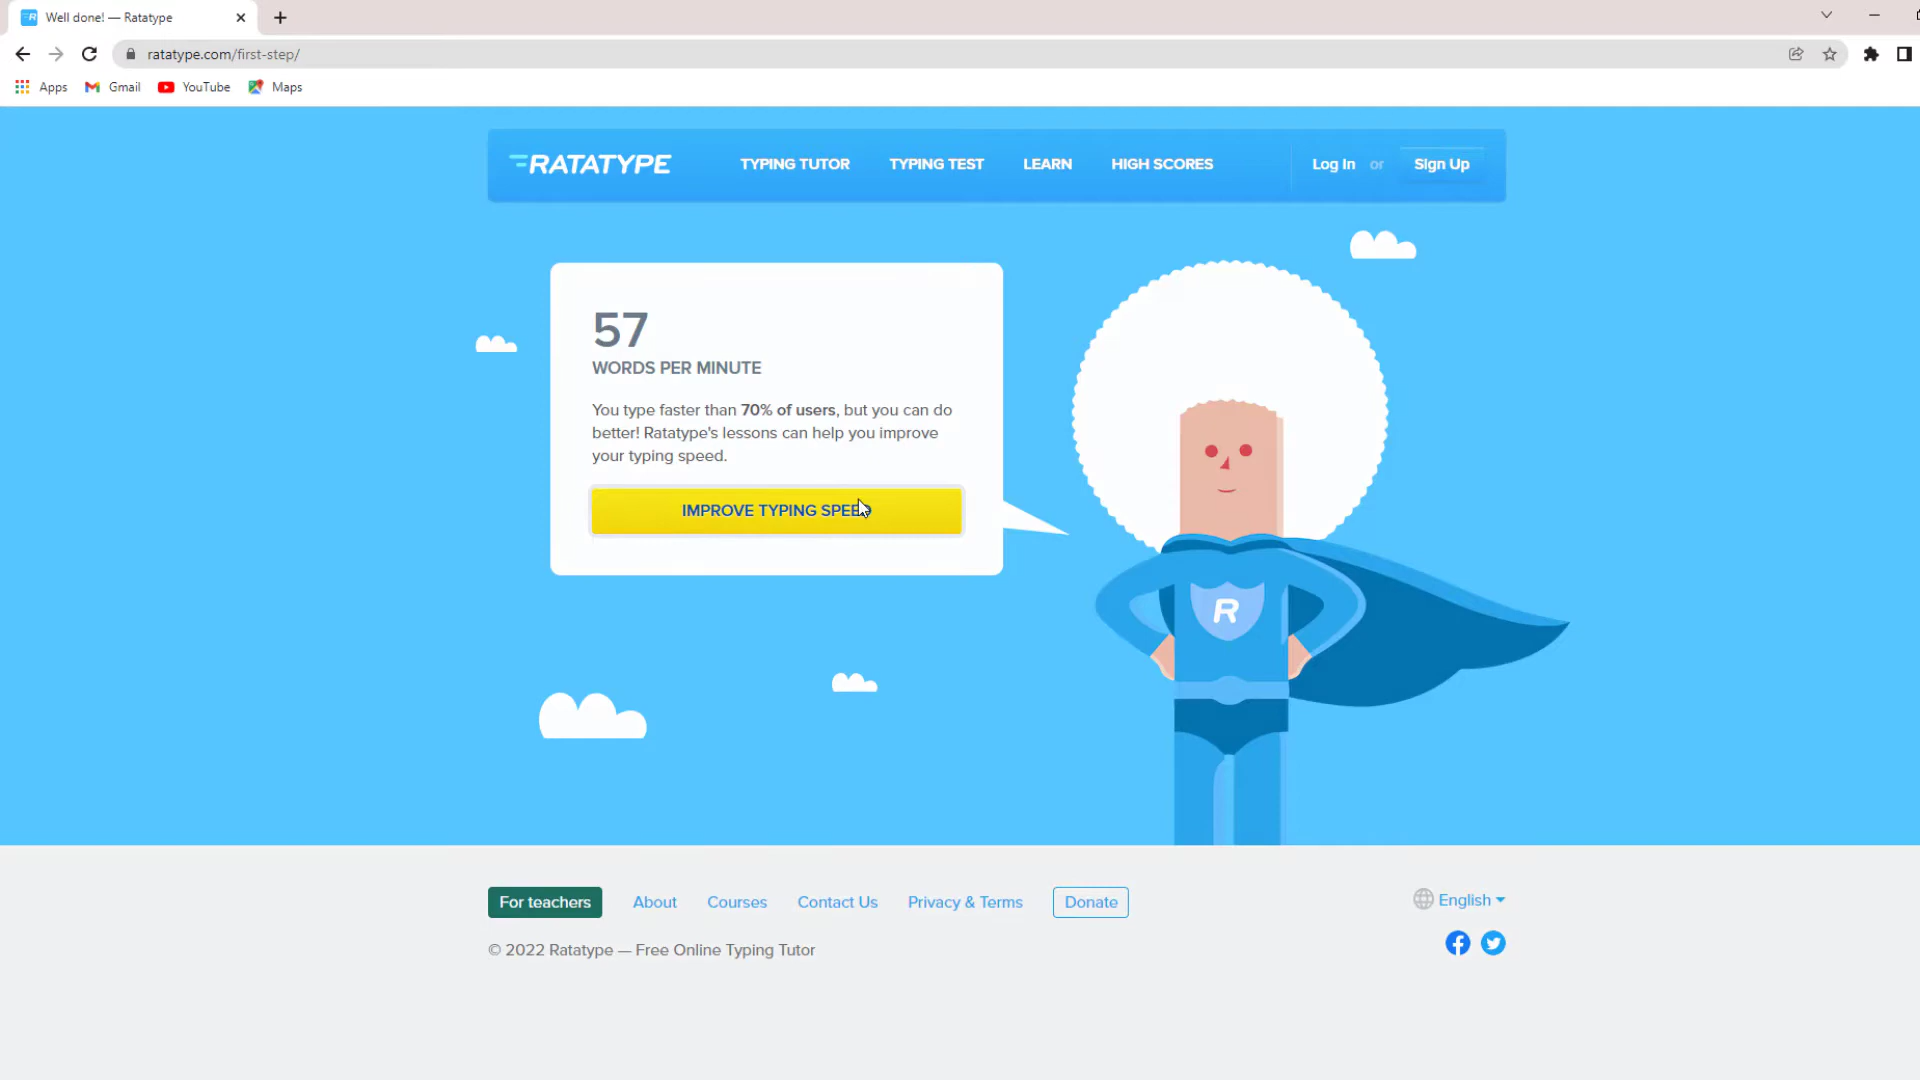 Well done! — Ratatype
ratatype.com/first-step/
Apps Gmail YouTube Maps
RATATYPE TYPING TUTOR TYPING TEST LEARN HIGH SCORES Log In or Sign Up
57
WORDS PER MINUTE
You type faster than 70% of users, but you can do
better! Ratatype's lessons can help you improve
your typing speed.
IMPROVE TYPING SPEED
R
For teachers About Courses Contact Us Privacy & Terms Donate English
© 2022 Ratatype — Free Online Typing Tutor